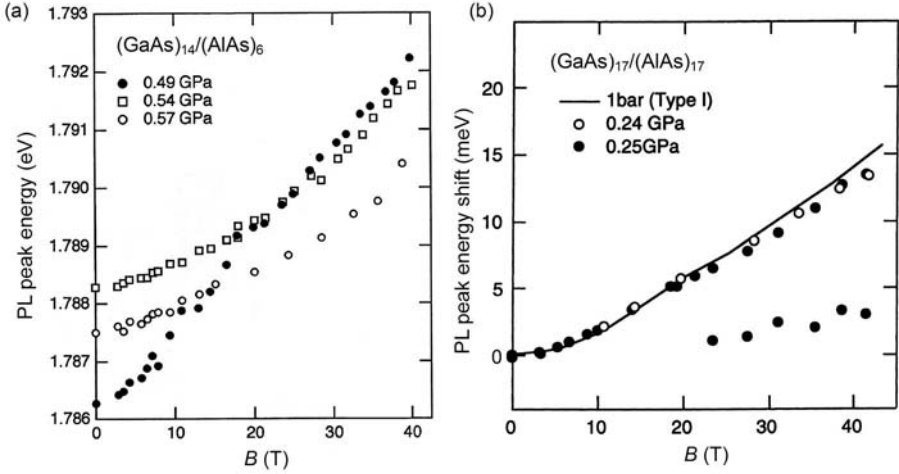 (a)
(GaAs)₁₄/(AlAs)₆
0.49 GPa
0.54 GPa
0.57 GPa
PL peak energy (eV)
1.793
1.792
1.791
1.790
1.789
1.788
1.787
1.786
0 10 20 30 40
B (T)
(b)
(GaAs)₁₇/(AlAs)₁₇
1bar (Type I)
0.24 GPa
0.25GPa
PL peak energy shift (meV)
20
15
10
5
0
0 10 20 30 40
B (T)